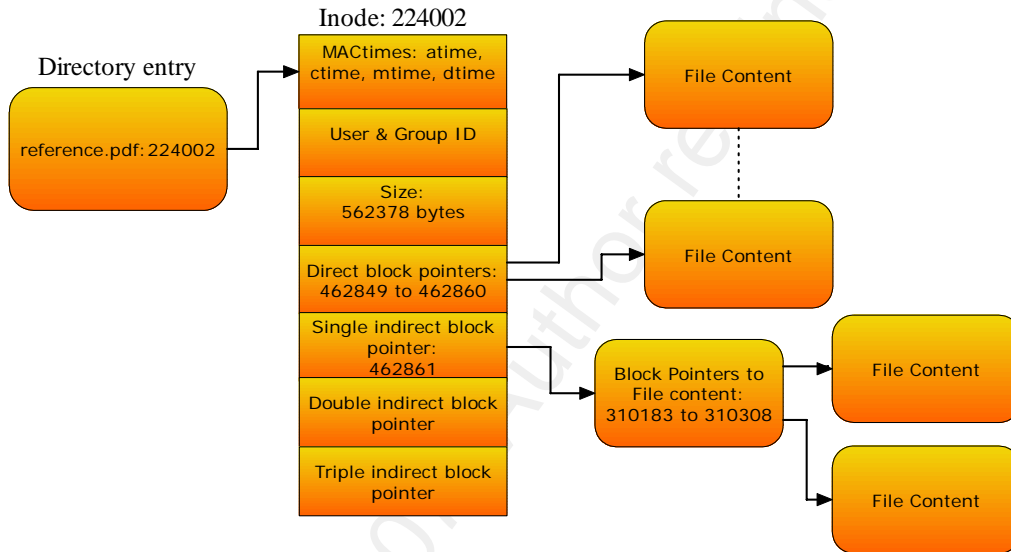 Inode: 224002
Directory entry
reference.pdf:224002
MACtimes: atime,
ctime, mtime, dtime
User & Group ID
Size:
562378 bytes
Direct block pointers:
462849 to 462860
Single indirect block
pointer:
462861
Double indirect block
pointer
Triple indirect block
pointer
File Content
File Content
Block Pointers to
File content:
310183 to 310308
File Content
File Content
Author re